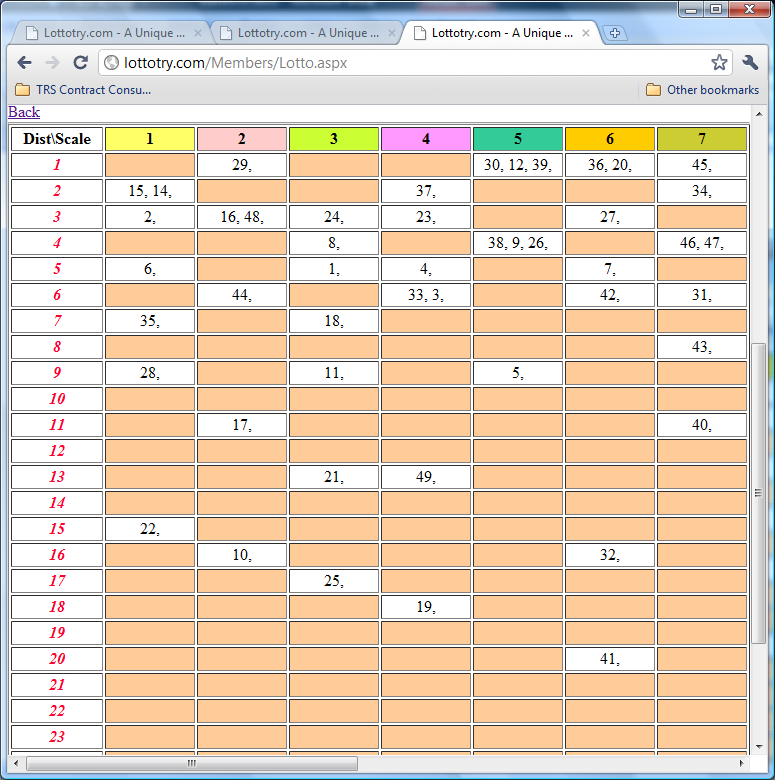 Lottotry.com - A Unique ... Lottotry.com - A Unique ... Lottotry.com - A Unique ...
lottotry.com/Members/Lotto.aspx
TRS Contract Consu... Other bookmarks
Back
Dist\Scale 1 2 3 4 5 6 7
1 29, 30, 12, 39, 36, 20, 45,
2 15, 14, 37, 34,
3 2, 16, 48, 24, 23, 27,
4 8, 38, 9, 26, 46, 47,
5 6, 1, 4, 7,
6 44, 33, 3, 42, 31,
7 35, 18,
8 43,
9 28, 11, 5,
10
11 17, 40,
12
13 21, 49,
14
15 22,
16 10, 32,
17 25,
18 19,
19
20 41,
21
22
23